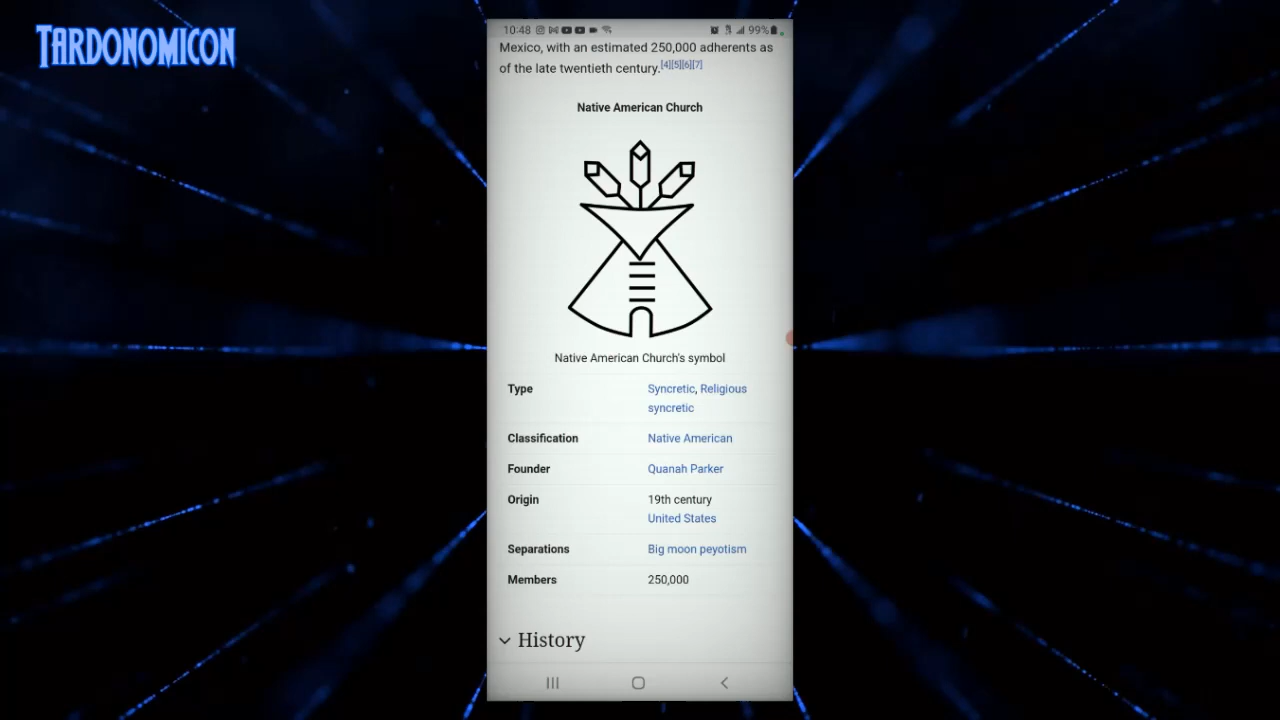 TARDONOMICON
10:48
99%
Mexico, with an estimated 250,000 adherents as
of the late twentieth century.[4][5][6][7]
Native American Church
Native American Church's symbol
Type Syncretic, Religious
syncretic
Classification Native American
Founder Quanah Parker
Origin 19th century
United States
Separations Big moon peyotism
Members 250,000
History